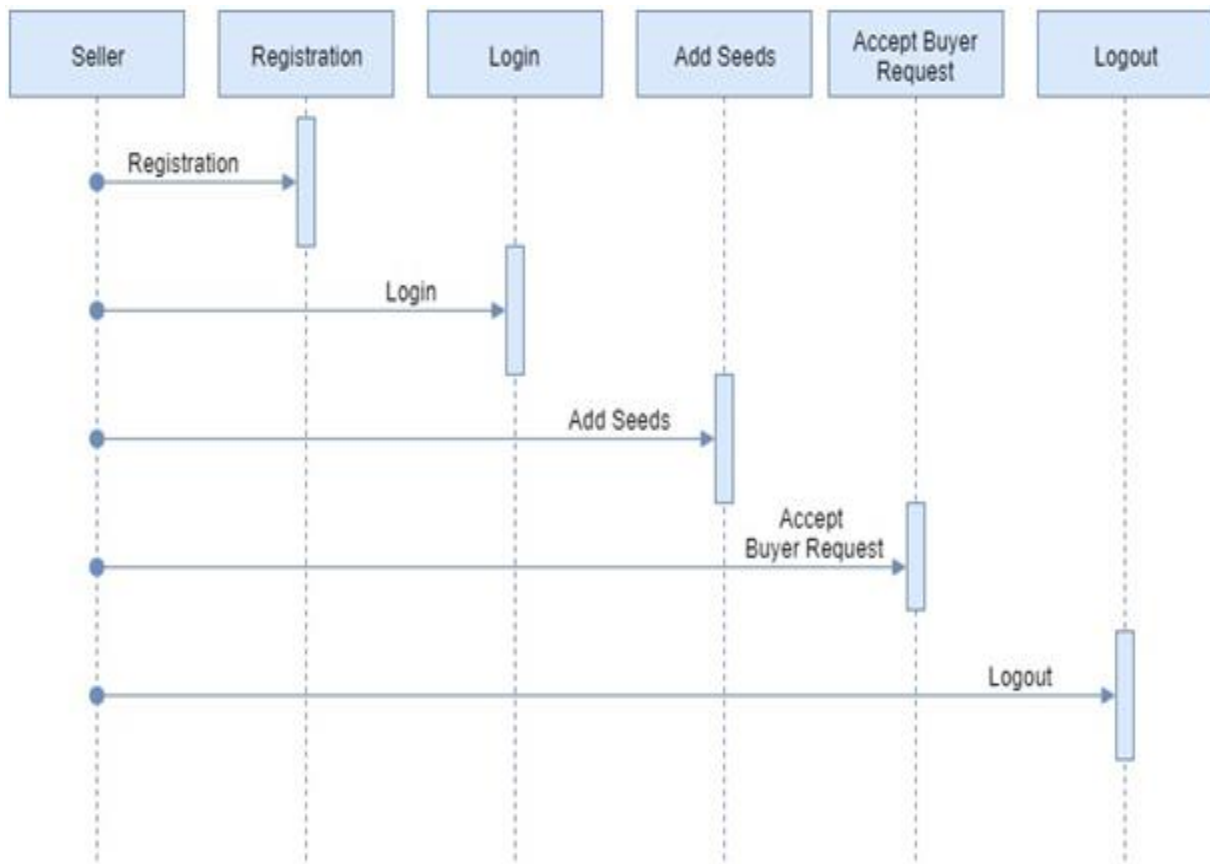 Seller
Registration
Login
Add Seeds
Accept Buyer
Request
Logout
Registration
Login
Add Seeds
Accept
Buyer Request
Logout